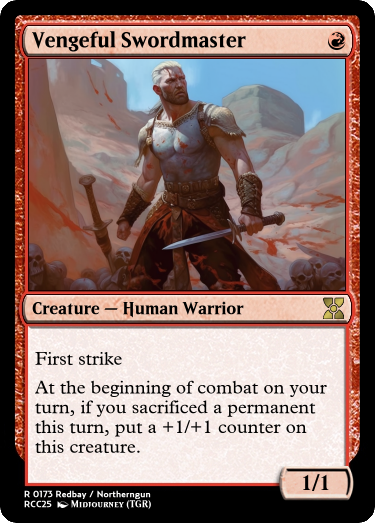 Vengeful Swordmaster
Creature — Human Warrior
First strike
At the beginning of combat on your
turn, if you sacrificed a permanent
this turn, put a +1/+1 counter on
this creature.
1/1
R 0173 Redbay / Northerngun
RCC25 Midjourney (TGR)